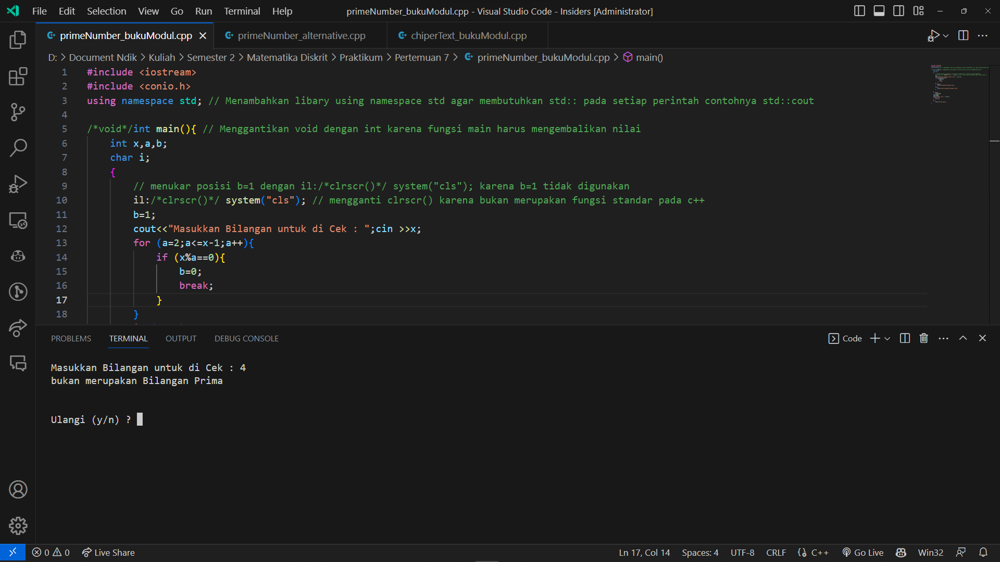 File Edit Selection View Go Run Terminal Help
primeNumber_bukuModul.cpp - Visual Studio Code - Insiders [Administrator]
primeNumber_bukuModul.cpp
primeNumber_alternative.cpp
chiperText_bukuModul.cpp
D: > Document Ndik > Kuliah > Semester 2 > Matematika Diskrit > Praktikum > Pertemuan 7 > primeNumber_bukuModul.cpp > main()
1 #include <iostream>
2 #include <conio.h>
3 using namespace std; // Menambahkan libary using namespace std agar membutuhkan std:: pada setiap perintah contohnya std::cout
4
5 /*void*/int main(){ // Menggantikan void dengan int karena fungsi main harus mengembalikan nilai
6 int x,a,b;
7 char i;
8 {
9 // menukar posisi b=1 dengan il:/*clrscr()*/ system("cls"); karena b=1 tidak digunakan
10 il:/*clrscr()*/ system("cls"); // mengganti clrscr() karena bukan merupakan fungsi standar pada c++
11 b=1;
12 cout<<"Masukkan Bilangan untuk di Cek : ";cin >>x;
13 for (a=2;a<=x-1;a++){
14 if (x%a==0){
15 b=0;
16 break;
17 }
18 }
PROBLEMS TERMINAL OUTPUT DEBUG CONSOLE
Code
Masukkan Bilangan untuk di Cek : 4
bukan merupakan Bilangan Prima
Ulangi (y/n) ?
0 0 Live Share
Ln 17, Col 14 Spaces: 4 UTF-8 CRLF C++ Go Live Win32